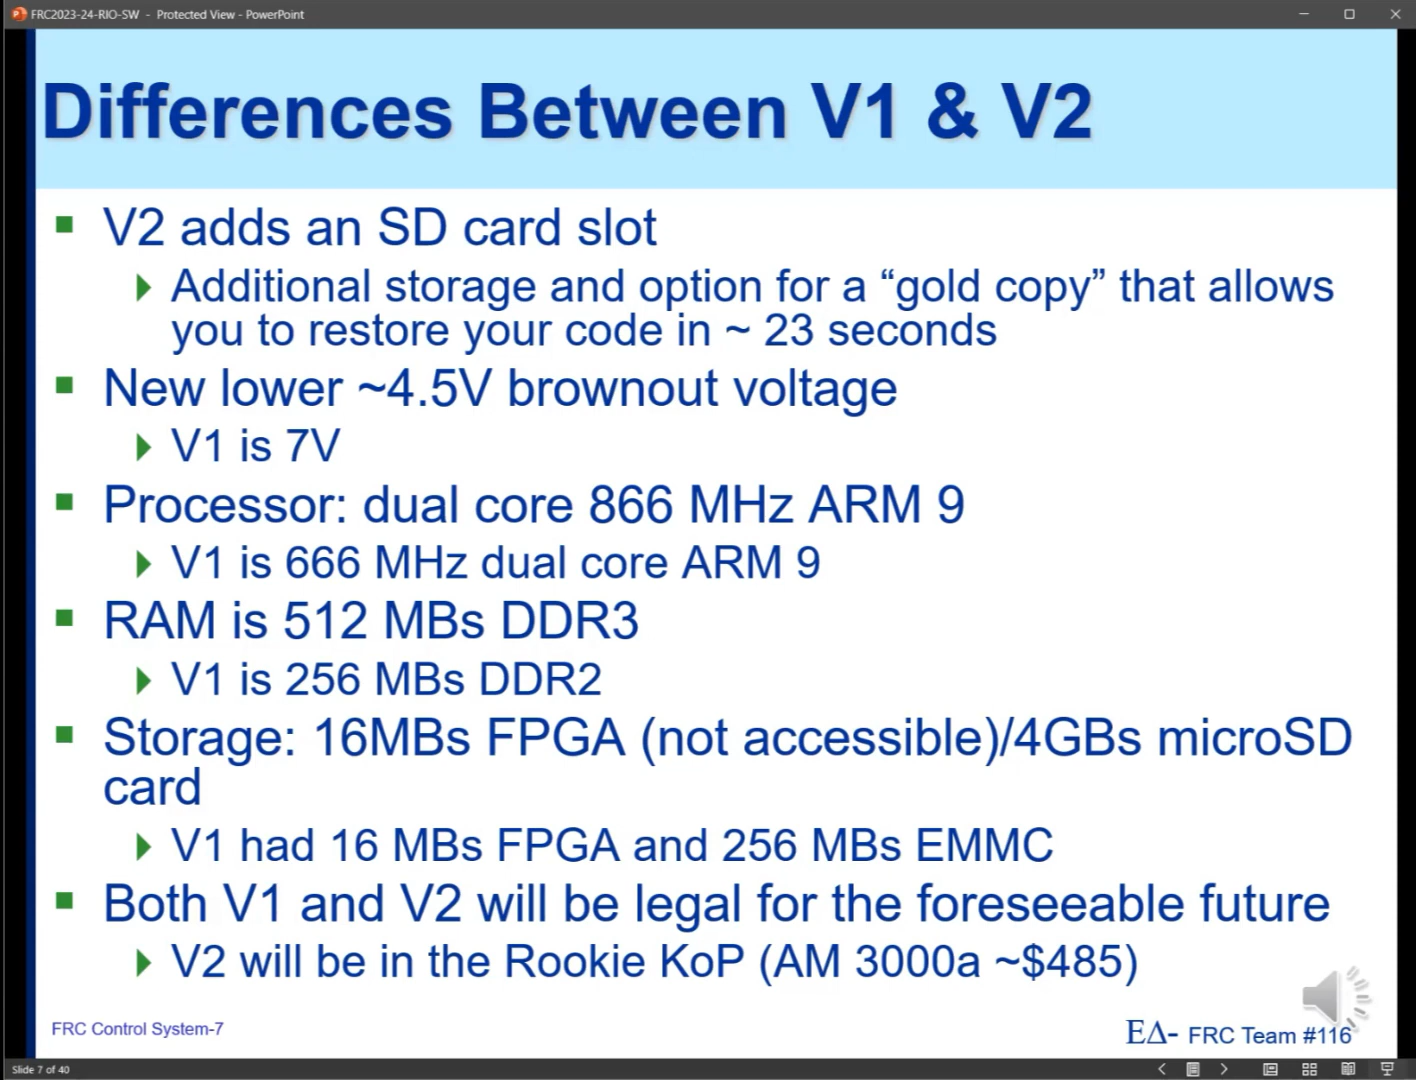 FRC2023-24-RIO-SW - Protected View - PowerPoint
Differences Between V1 & V2
V2 adds an SD card slot
Additional storage and option for a “gold copy” that allows
you to restore your code in ~ 23 seconds
New lower ~4.5V brownout voltage
V1 is 7V
Processor: dual core 866 MHz ARM 9
V1 is 666 MHz dual core ARM 9
RAM is 512 MBs DDR3
V1 is 256 MBs DDR2
Storage: 16MBs FPGA (not accessible)/4GBs microSD
card
V1 had 16 MBs FPGA and 256 MBs EMMC
Both V1 and V2 will be legal for the foreseeable future
V2 will be in the Rookie KoP (AM 3000a ~$485)
FRC Control System-7
ΕΔ- FRC Team #116
Slide 7 of 40